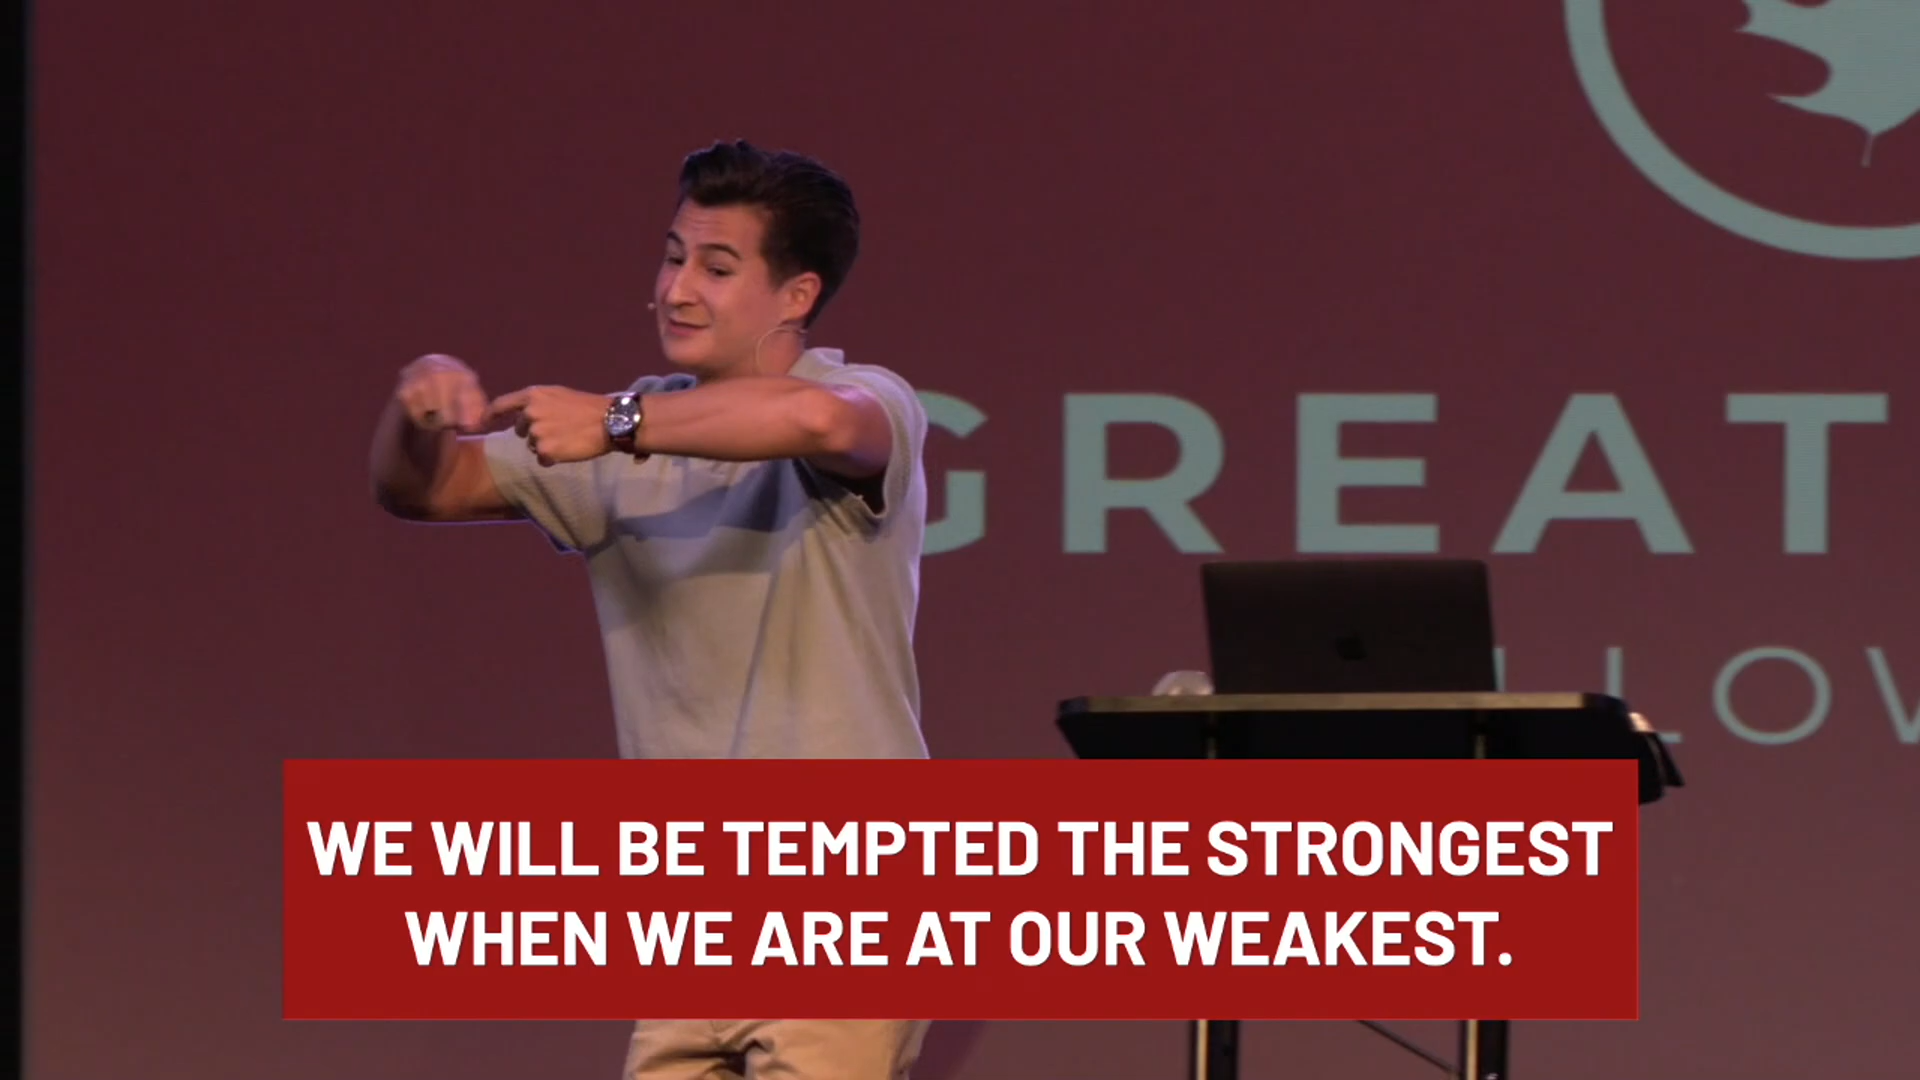 GREAT
WE WILL BE TEMPTED THE STRONGEST
WHEN WE ARE AT OUR WEAKEST.